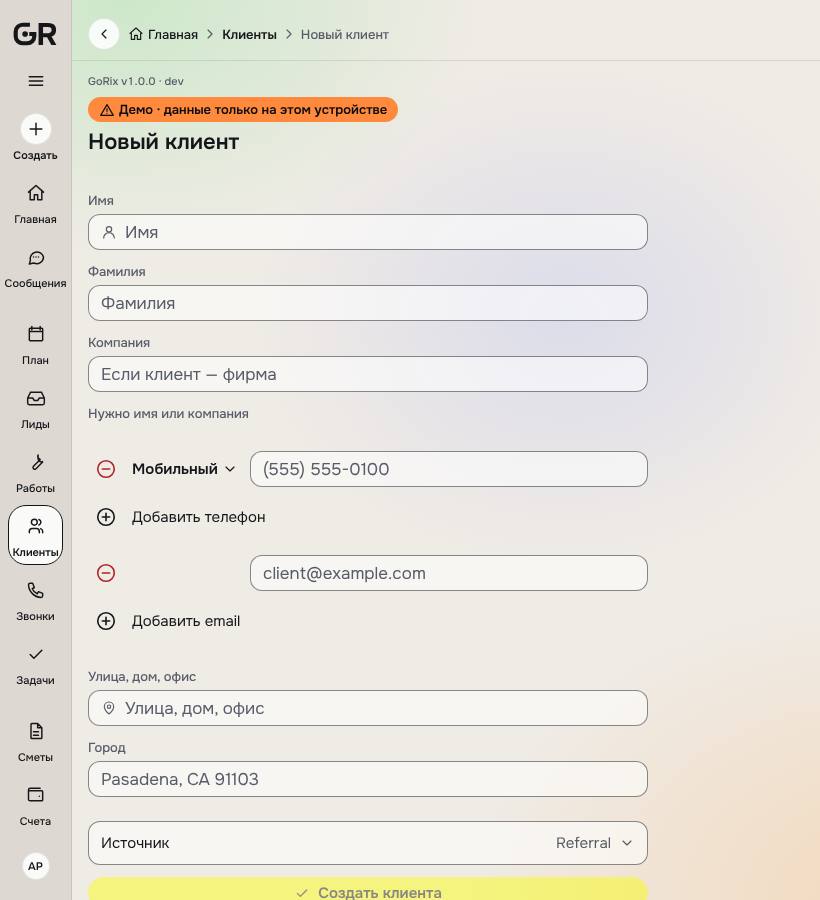 GR
Главная
Клиенты
Новый клиент
GoRix v1.0.0 · dev
Демо · данные только на этом устройстве
Новый клиент
Создать
Главная
Сообщения
План
Лиды
Работы
Клиенты
Звонки
Задачи
Сметы
Счета
AP
Имя
Имя
Фамилия
Фамилия
Компания
Если клиент — фирма
Нужно имя или компания
Мобильный
(555) 555-0100
Добавить телефон
client@example.com
Добавить email
Улица, дом, офис
Улица, дом, офис
Город
Pasadena, CA 91103
Источник
Referral
Создать клиента